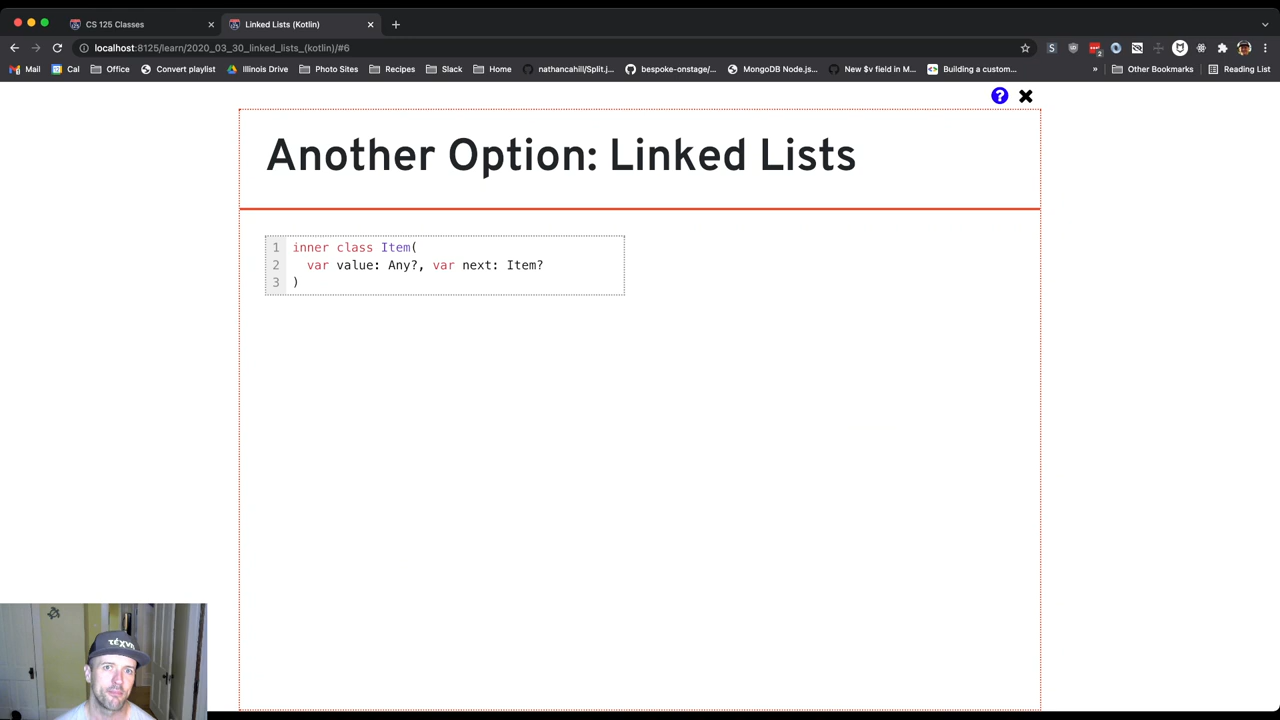 CS 125 Classes
Linked Lists (Kotlin)
localhost:8125/learn/2020_03_30_linked_lists_(kotlin)/#6
Mail Cal Office Convert playlist Illinois Drive Photo Sites Recipes Slack Home nathancahill/Split.j... bespoke-onstage/... MongoDB Node.js... New $v field in M... Building a custom... » Other Bookmarks Reading List
Another Option: Linked Lists
1 inner class Item(
2 var value: Any?, var next: Item?
3 )